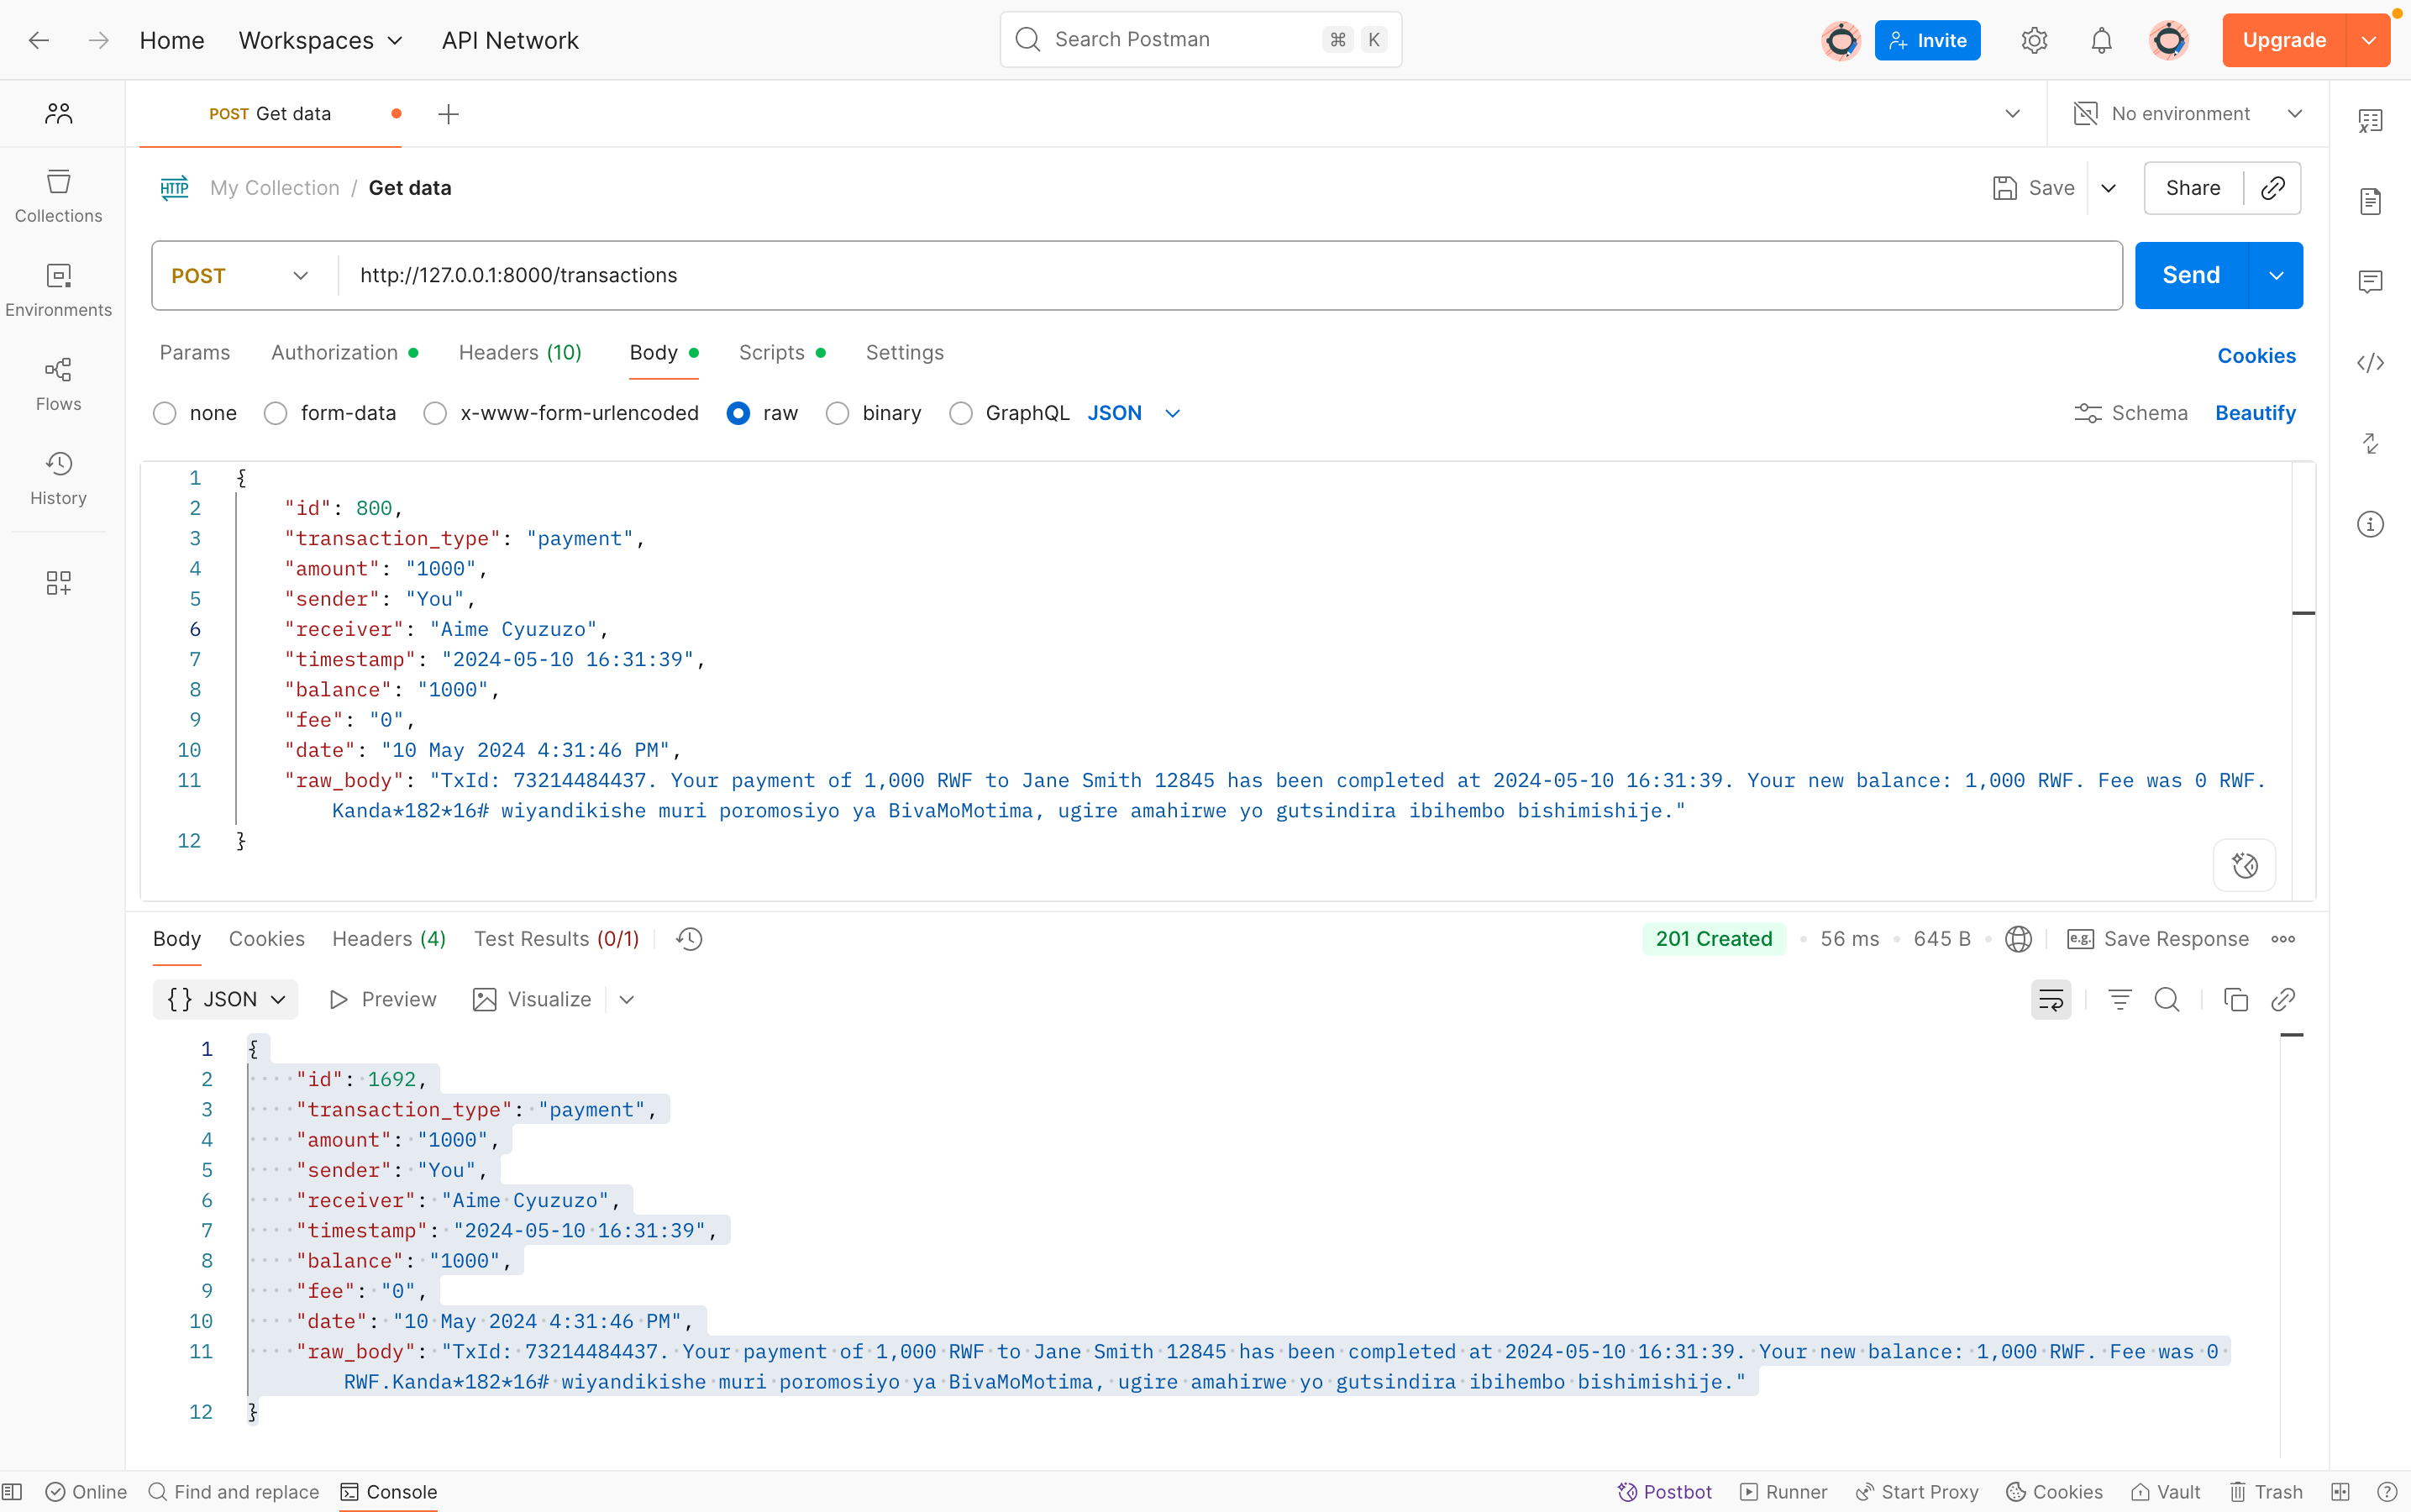 Home Workspaces API Network Search Postman ⌘ K Invite Upgrade
POST Get data No environment
HTTP My Collection / Get data Save Share
Collections
POST http://127.0.0.1:8000/transactions Send
Environments
Params Authorization Headers (10) Body Scripts Settings Cookies
Flows
none form-data x-www-form-urlencoded raw binary GraphQL JSON Schema Beautify
History
1 {
2 "id": 800,
3 "transaction_type": "payment",
4 "amount": "1000",
5 "sender": "You",
6 "receiver": "Aime Cyuzuzo",
7 "timestamp": "2024-05-10 16:31:39",
8 "balance": "1000",
9 "fee": "0",
10 "date": "10 May 2024 4:31:46 PM",
11 "raw_body": "TxId: 73214484437. Your payment of 1,000 RWF to Jane Smith 12845 has been completed at 2024-05-10 16:31:39. Your new balance: 1,000 RWF. Fee was 0 RWF.
Kanda*182*16# wiyandikishe muri poromosiyo ya BivaMoMotima, ugire amahirwe yo gutsindira ibihembo bishimishije."
12 }
Body Cookies Headers (4) Test Results (0/1) 201 Created 56 ms 645 B e.g. Save Response
{} JSON Preview Visualize
1 {
2 "id": 1692,
3 "transaction_type": "payment",
4 "amount": "1000",
5 "sender": "You",
6 "receiver": "Aime Cyuzuzo",
7 "timestamp": "2024-05-10 16:31:39",
8 "balance": "1000",
9 "fee": "0",
10 "date": "10 May 2024 4:31:46 PM",
11 "raw_body": "TxId: 73214484437. Your payment of 1,000 RWF to Jane Smith 12845 has been completed at 2024-05-10 16:31:39. Your new balance: 1,000 RWF. Fee was 0
RWF.Kanda*182*16# wiyandikishe muri poromosiyo ya BivaMoMotima, ugire amahirwe yo gutsindira ibihembo bishimishije."
12 }
Online Find and replace Console Postbot Runner Start Proxy Cookies Vault Trash